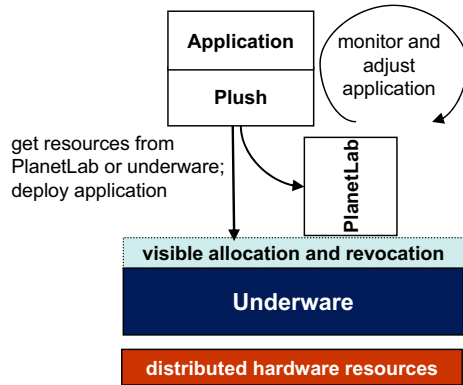 Application
Plush
monitor and
adjust
application
get resources from
PlanetLab or underware;
deploy application
PlanetLab
visible allocation and revocation
Underware
distributed hardware resources